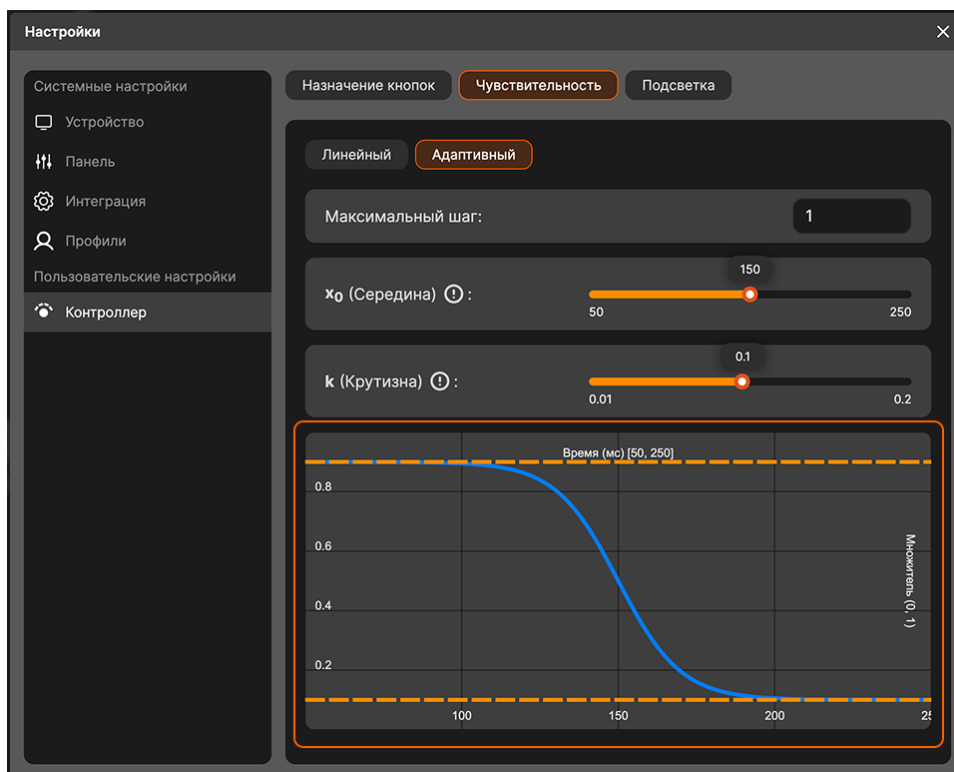 Настройки
Системные настройки
Устройство
Панель
Интеграция
Профили
Пользовательские настройки
Контроллер
Назначение кнопок
Чувствительность
Подсветка
Линейный
Адаптивный
Максимальный шаг:
1
x₀ (Середина) ! :
150
50
250
k (Крутизна) ! :
0.1
0.01
0.2
Время (мс) [50, 250]
0.8
0.6
0.4
0.2
Множитель (0, 1)
100
150
200